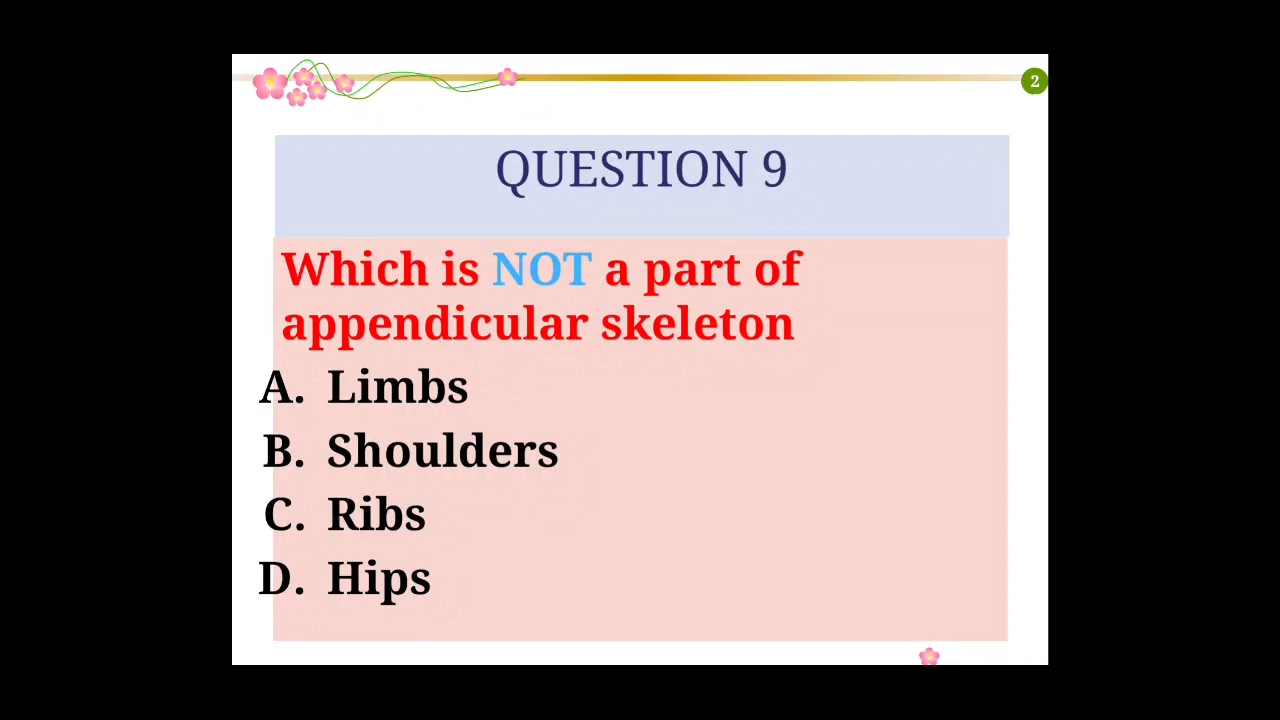 2
QUESTION 9
Which is NOT a part of
appendicular skeleton
A. Limbs
B. Shoulders
C. Ribs
D. Hips